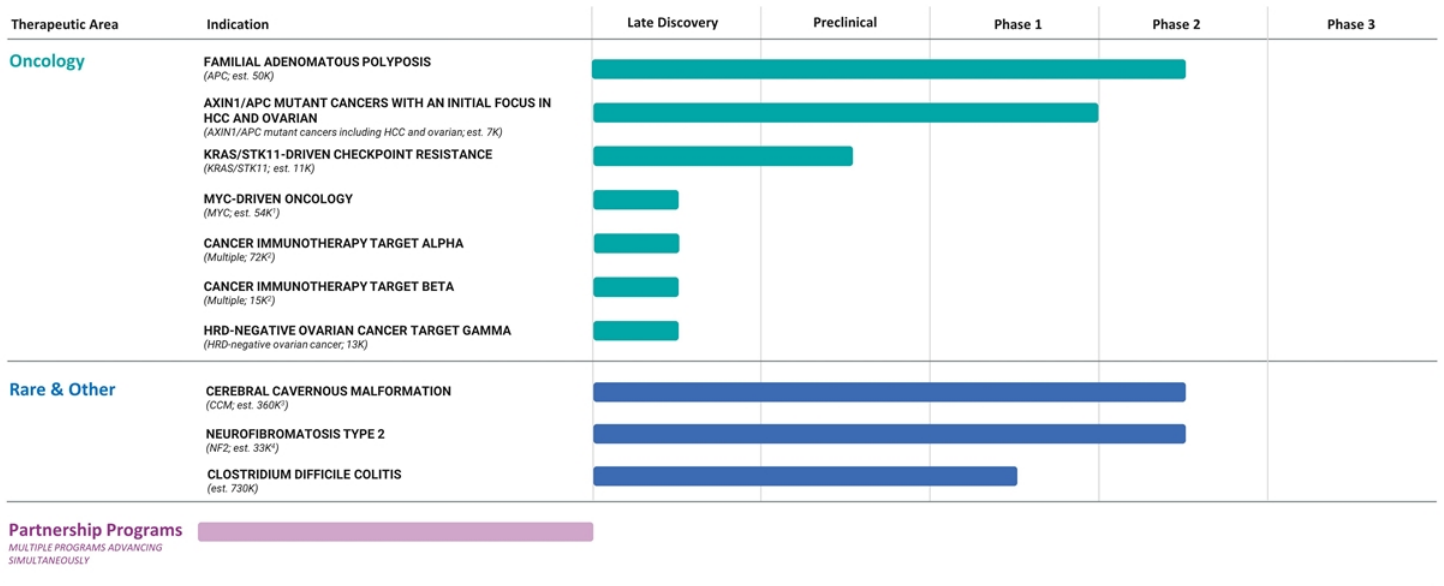 Therapeutic Area Indication Late Discovery Preclinical Phase 1 Phase 2 Phase 3
Oncology
FAMILIAL ADENOMATOUS POLYPOSIS
(APC; est. 50K)
AXIN1/APC MUTANT CANCERS WITH AN INITIAL FOCUS IN
HCC AND OVARIAN
(AXIN1/APC mutant cancers including HCC and ovarian; est. 7K)
KRAS/STK11-DRIVEN CHECKPOINT RESISTANCE
(KRAS/STK11; est. 11K)
MYC-DRIVEN ONCOLOGY
(MYC; est. 54K¹)
CANCER IMMUNOTHERAPY TARGET ALPHA
(Multiple; 72K²)
CANCER IMMUNOTHERAPY TARGET BETA
(Multiple; 15K²)
HRD-NEGATIVE OVARIAN CANCER TARGET GAMMA
(HRD-negative ovarian cancer; 13K)
Rare & Other
CEREBRAL CAVERNOUS MALFORMATION
(CCM; est. 360K³)
NEUROFIBROMATOSIS TYPE 2
(NF2; est. 33K⁴)
CLOSTRIDIUM DIFFICILE COLITIS
(est. 730K)
Partnership Programs
MULTIPLE PROGRAMS ADVANCING
SIMULTANEOUSLY